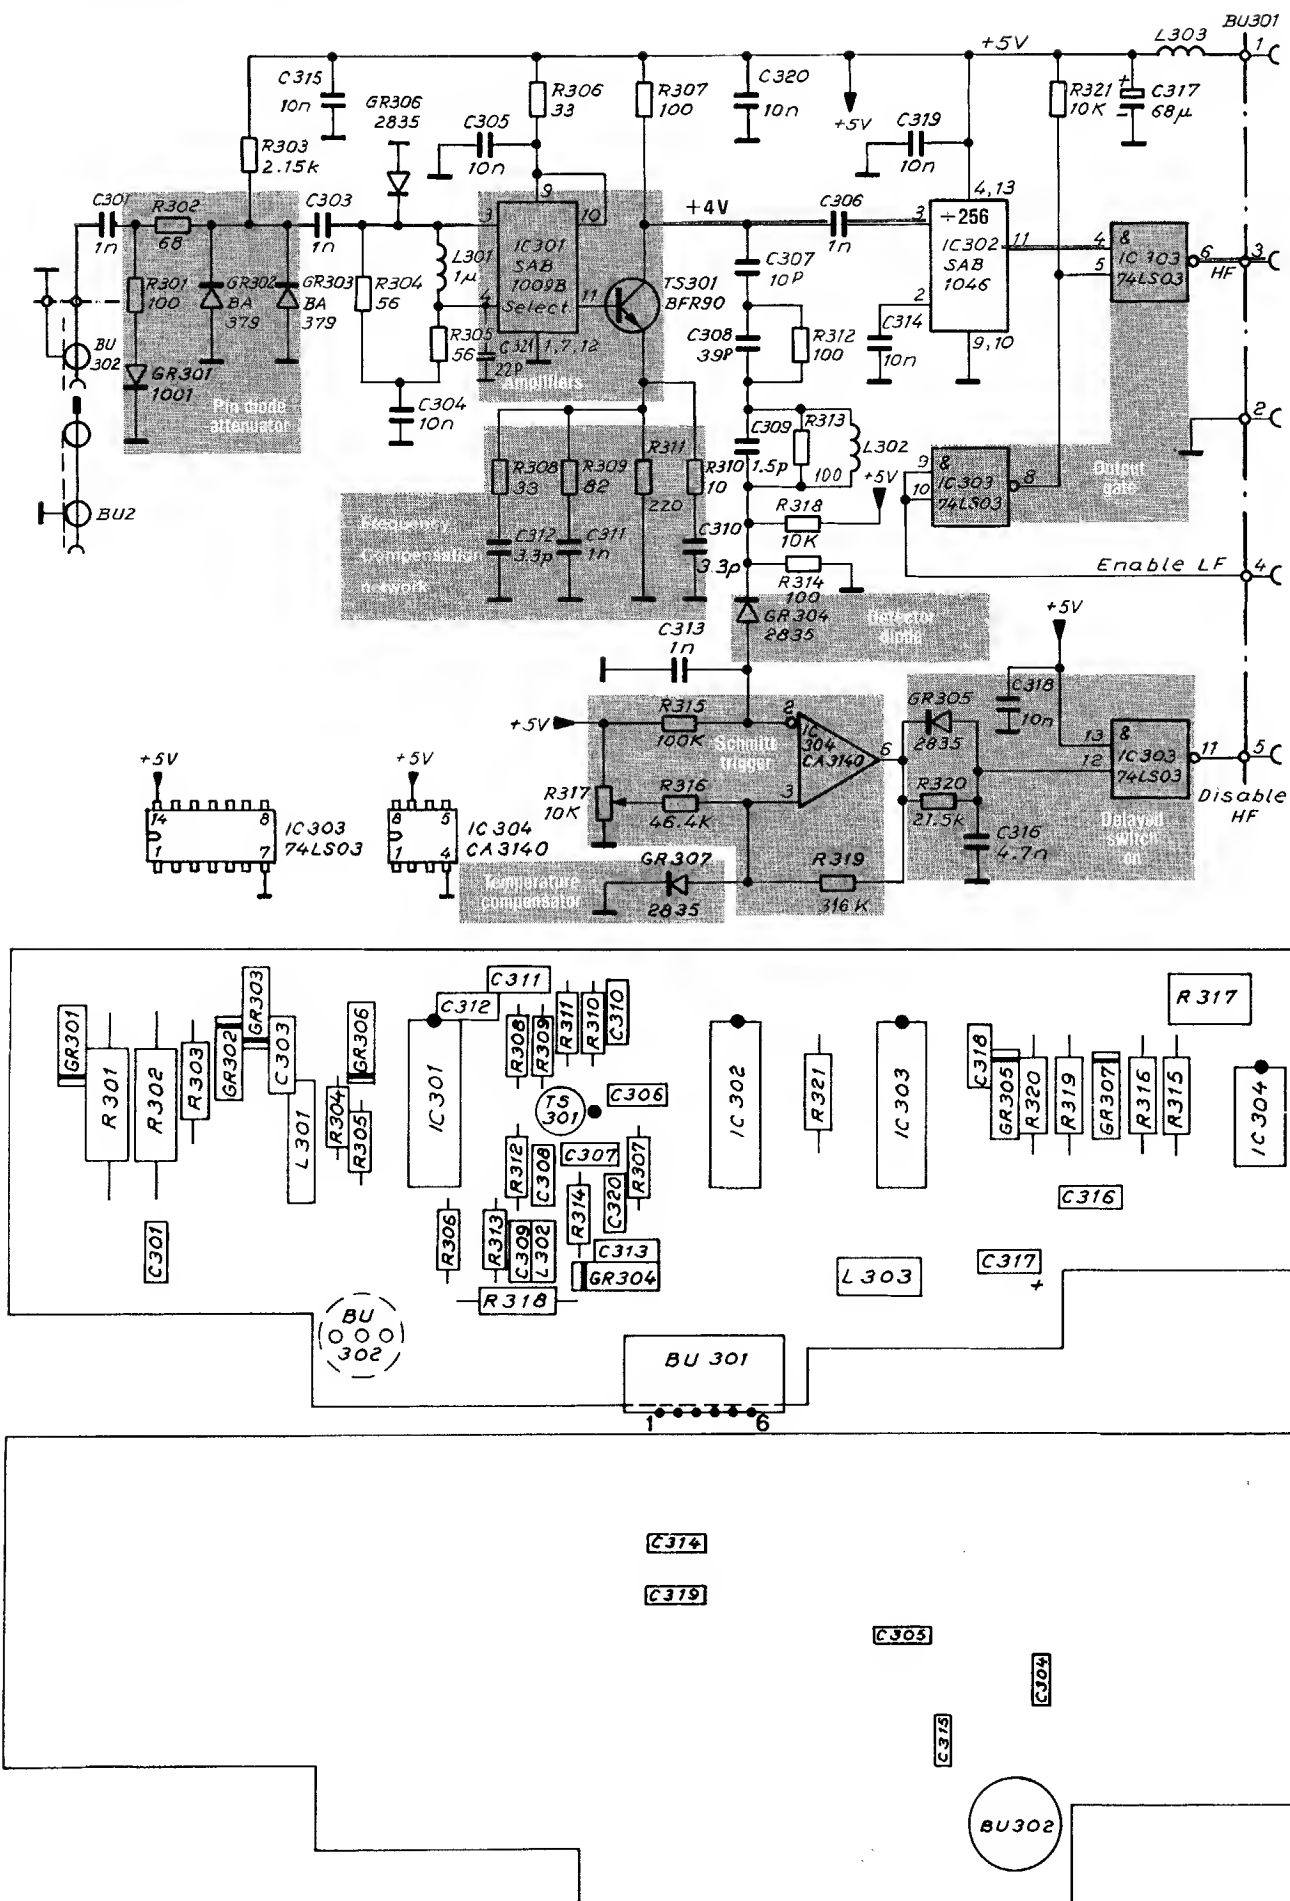 BU301
L303
+5V
1
C315
10n
GR306
2835
C305
10n
R306
33
R307
100
C320
10n
+5V
C319
10n
R321
10K
+
-
C317
68µ
R303
2.15k
C301
1n
R302
68
C303
1n
R301
100
GR302
BA
379
GR303
BA
379
R304
56
L301
1µ
R305
56
3
9
10
IC301
SAB
1009B
Select
4
11
1,7,12
C321
22P
Amplifiers
TS301
BFR90
+4V
C306
1n
C307
10P
C308
39P
R312
100
4,13
3
÷256
11
IC302
SAB
1046
2
9,10
C314
10n
4
&
5
IC303
74LS03
6
HF
3
BU
302
GR301
1001
Pin diode
attenuator
C304
10n
BU2
R308
33
R309
82
R311
220
R310
10
C312
3.3p
C311
1n
C310
3.3p
Frequency
Compensation
network
C309
1.5p
R313
100
L302
+5V
R318
10K
R314
100
9
&
10
IC303
74LS03
8
Output
gate
2
Enable LF
4
GR304
2835
Detector
diode
C313
1n
+5V
+5V
R315
100K
2
IC
304
CA3140
6
3
Schmitt
trigger
R317
10K
R316
46.4K
GR305
2835
R320
21.5k
C316
4.7n
C318
10n
13
&
12
IC303
74LS03
11
5
Disable
HF
Delayed
switch
on
+5V
14
8
1
7
IC303
74LS03
+5V
8
5
1
4
IC304
CA3140
GR307
2835
R319
316K
Temperature
compensator
GR301
R301
R302
R303
GR302
GR303
C303
L301
R304
GR306
R305
C301
IC301
C312
C311
R308
R309
R311
R310
C310
TS
301
C306
R312
C308
C307
R314
C320
R307
R306
R313
C309
L302
C313
GR304
R318
IC302
R321
IC303
C318
GR305
R320
R319
GR307
R316
R315
R317
IC304
C316
L303
C317
+
BU
302
BU 301
1
6
C314
C319
C305
C304
C315
BU302